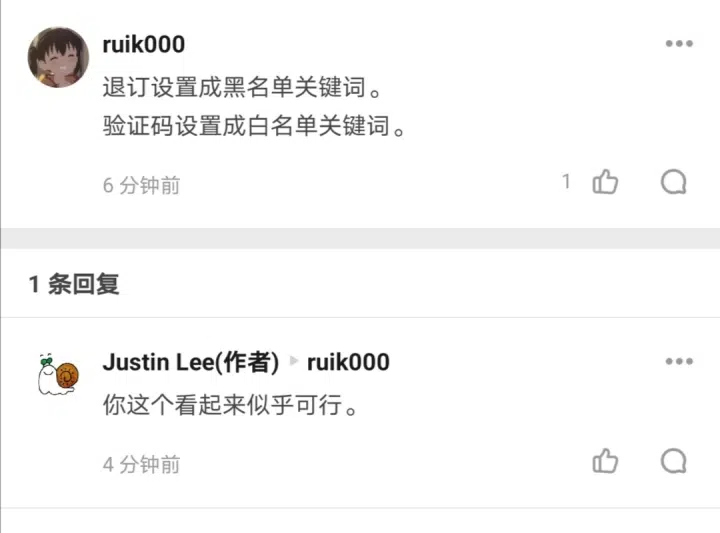 ruik000
退订设置成黑名单关键词。
验证码设置成白名单关键词。
6 分钟前
1
1 条回复
Justin Lee(作者) ▶ ruik000
你这个看起来似乎可行。
4 分钟前